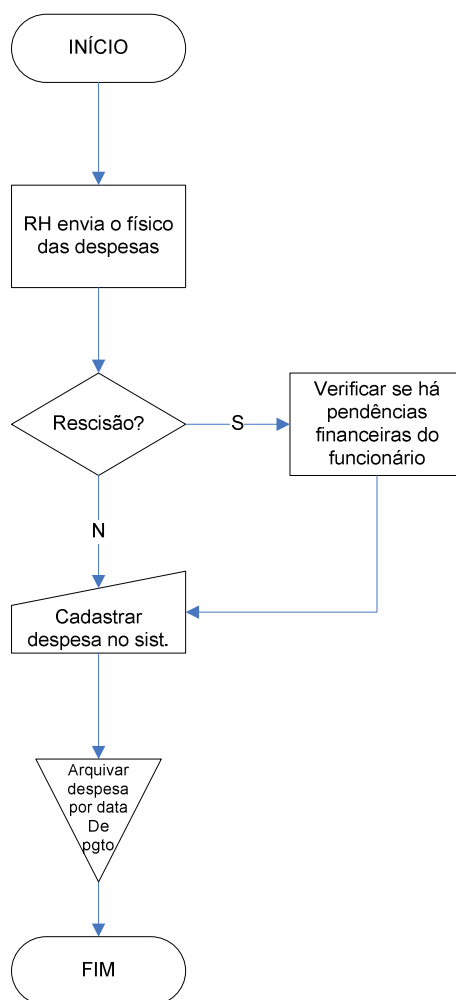 INÍCIO
RH envia o físico
das despesas
Rescisão?
S
Verificar se há
pendências
financeiras do
funcionário
N
Cadastrar
despesa no sist.
Arquivar
despesa
por data
De
pgto
FIM